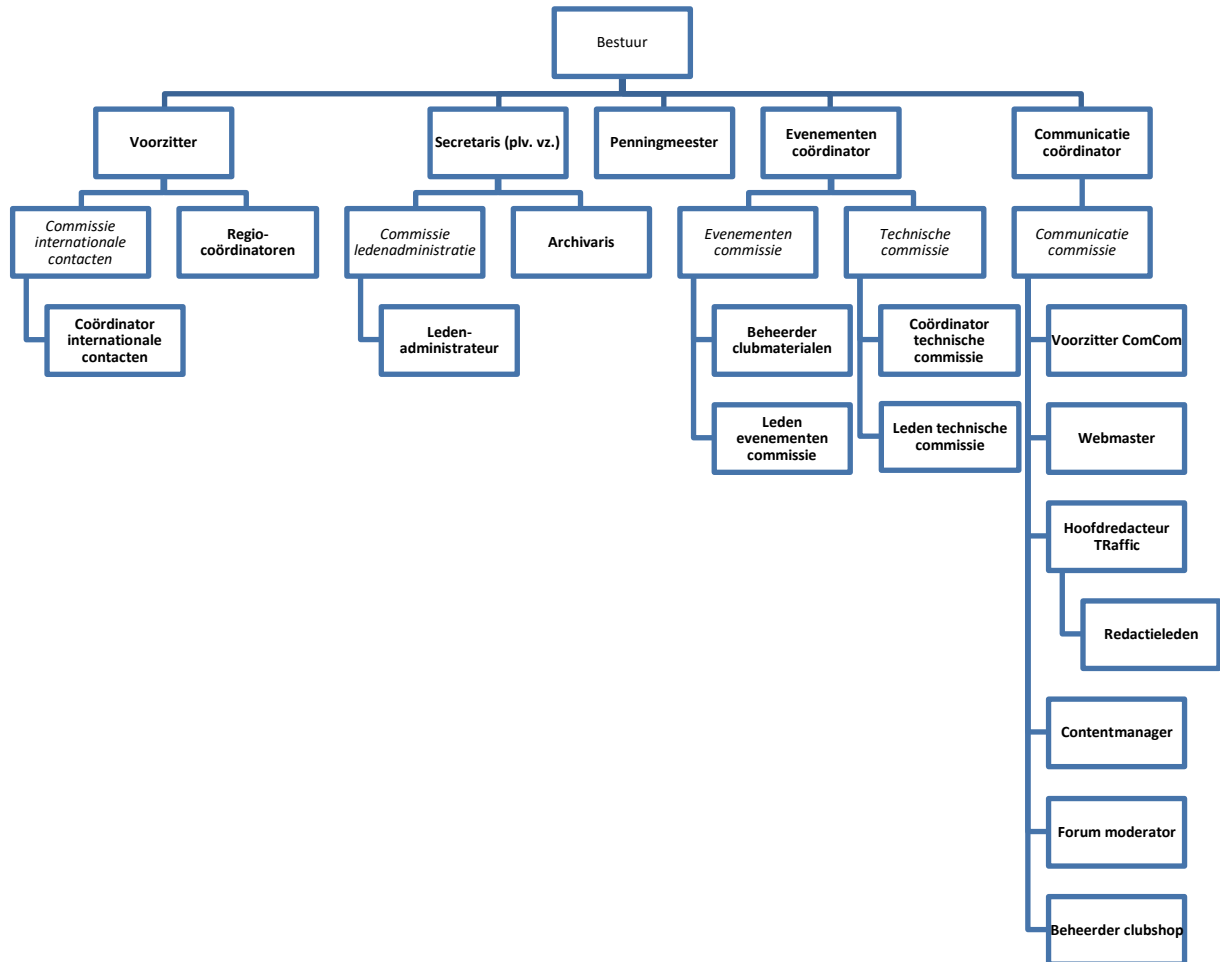 Bestuur
Voorzitter
Secretaris (plv. vz.)
Penningmeester
Evenementen
coördinator
Communicatie
coördinator
Commissie
internationale
contacten
Regio-
coördinatoren
Commissie
ledenadministratie
Archivaris
Evenementen
commissie
Technische
commissie
Communicatie
commissie
Coördinator
internationale
contacten
Leden-
administrateur
Beheerder
clubmaterialen
Coördinator
technische
commissie
Voorzitter ComCom
Leden
evenementen
commissie
Leden technische
commissie
Webmaster
Hoofdredacteur
TRaffic
Redactieleden
Contentmanager
Forum moderator
Beheerder clubshop